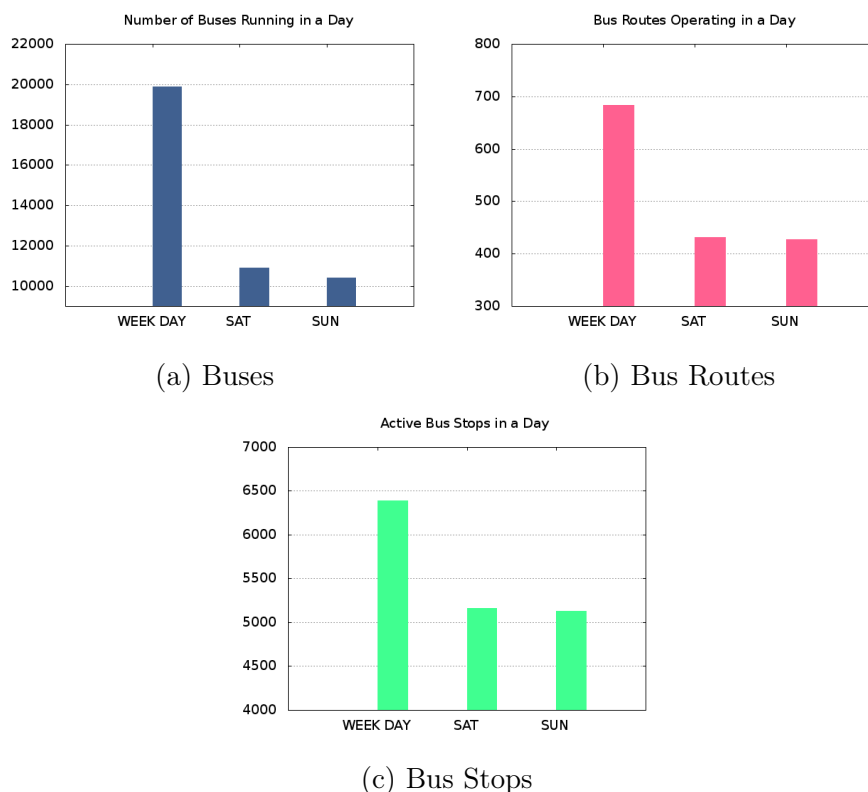 Number of Buses Running in a Day
22000
20000
18000
16000
14000
12000
10000
WEEK DAY SAT SUN
(a) Buses
Bus Routes Operating in a Day
800
700
600
500
400
300
WEEK DAY SAT SUN
(b) Bus Routes
Active Bus Stops in a Day
7000
6500
6000
5500
5000
4500
4000
WEEK DAY SAT SUN
(c) Bus Stops